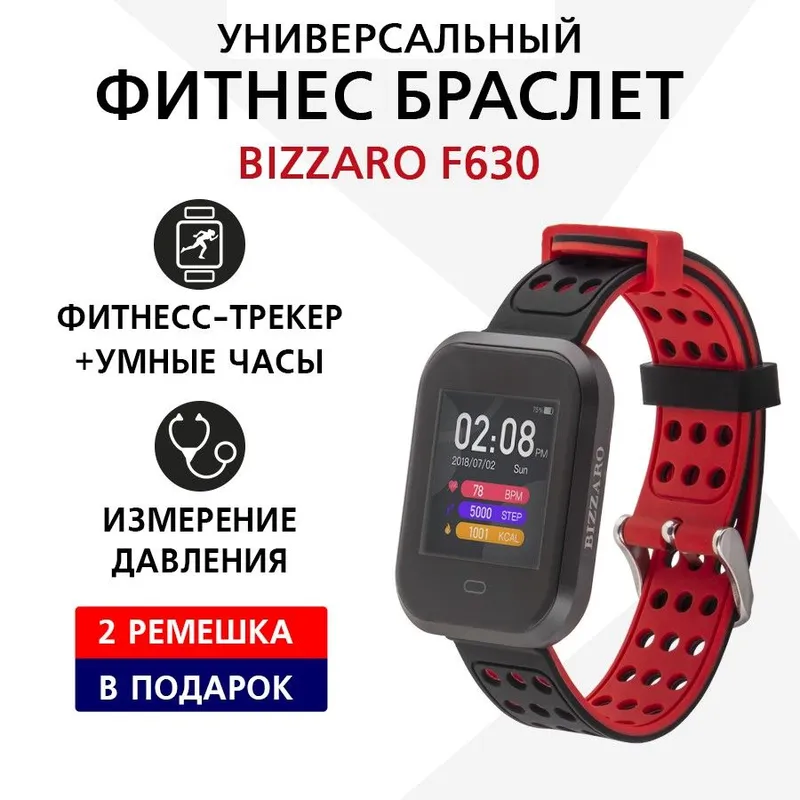 УНИВЕРСАЛЬНЫЙ
ФИТНЕС БРАСЛЕТ
BIZZARO F630
ФИТНЕСС-ТРЕКЕР
+УМНЫЕ ЧАСЫ
ИЗМЕРЕНИЕ
ДАВЛЕНИЯ
2 РЕМЕШКА
В ПОДАРОК
75%
02:08 PM
2018/07/02 Sun
78 BPM
5000 STEP
1001 KCAL
BIZZARO